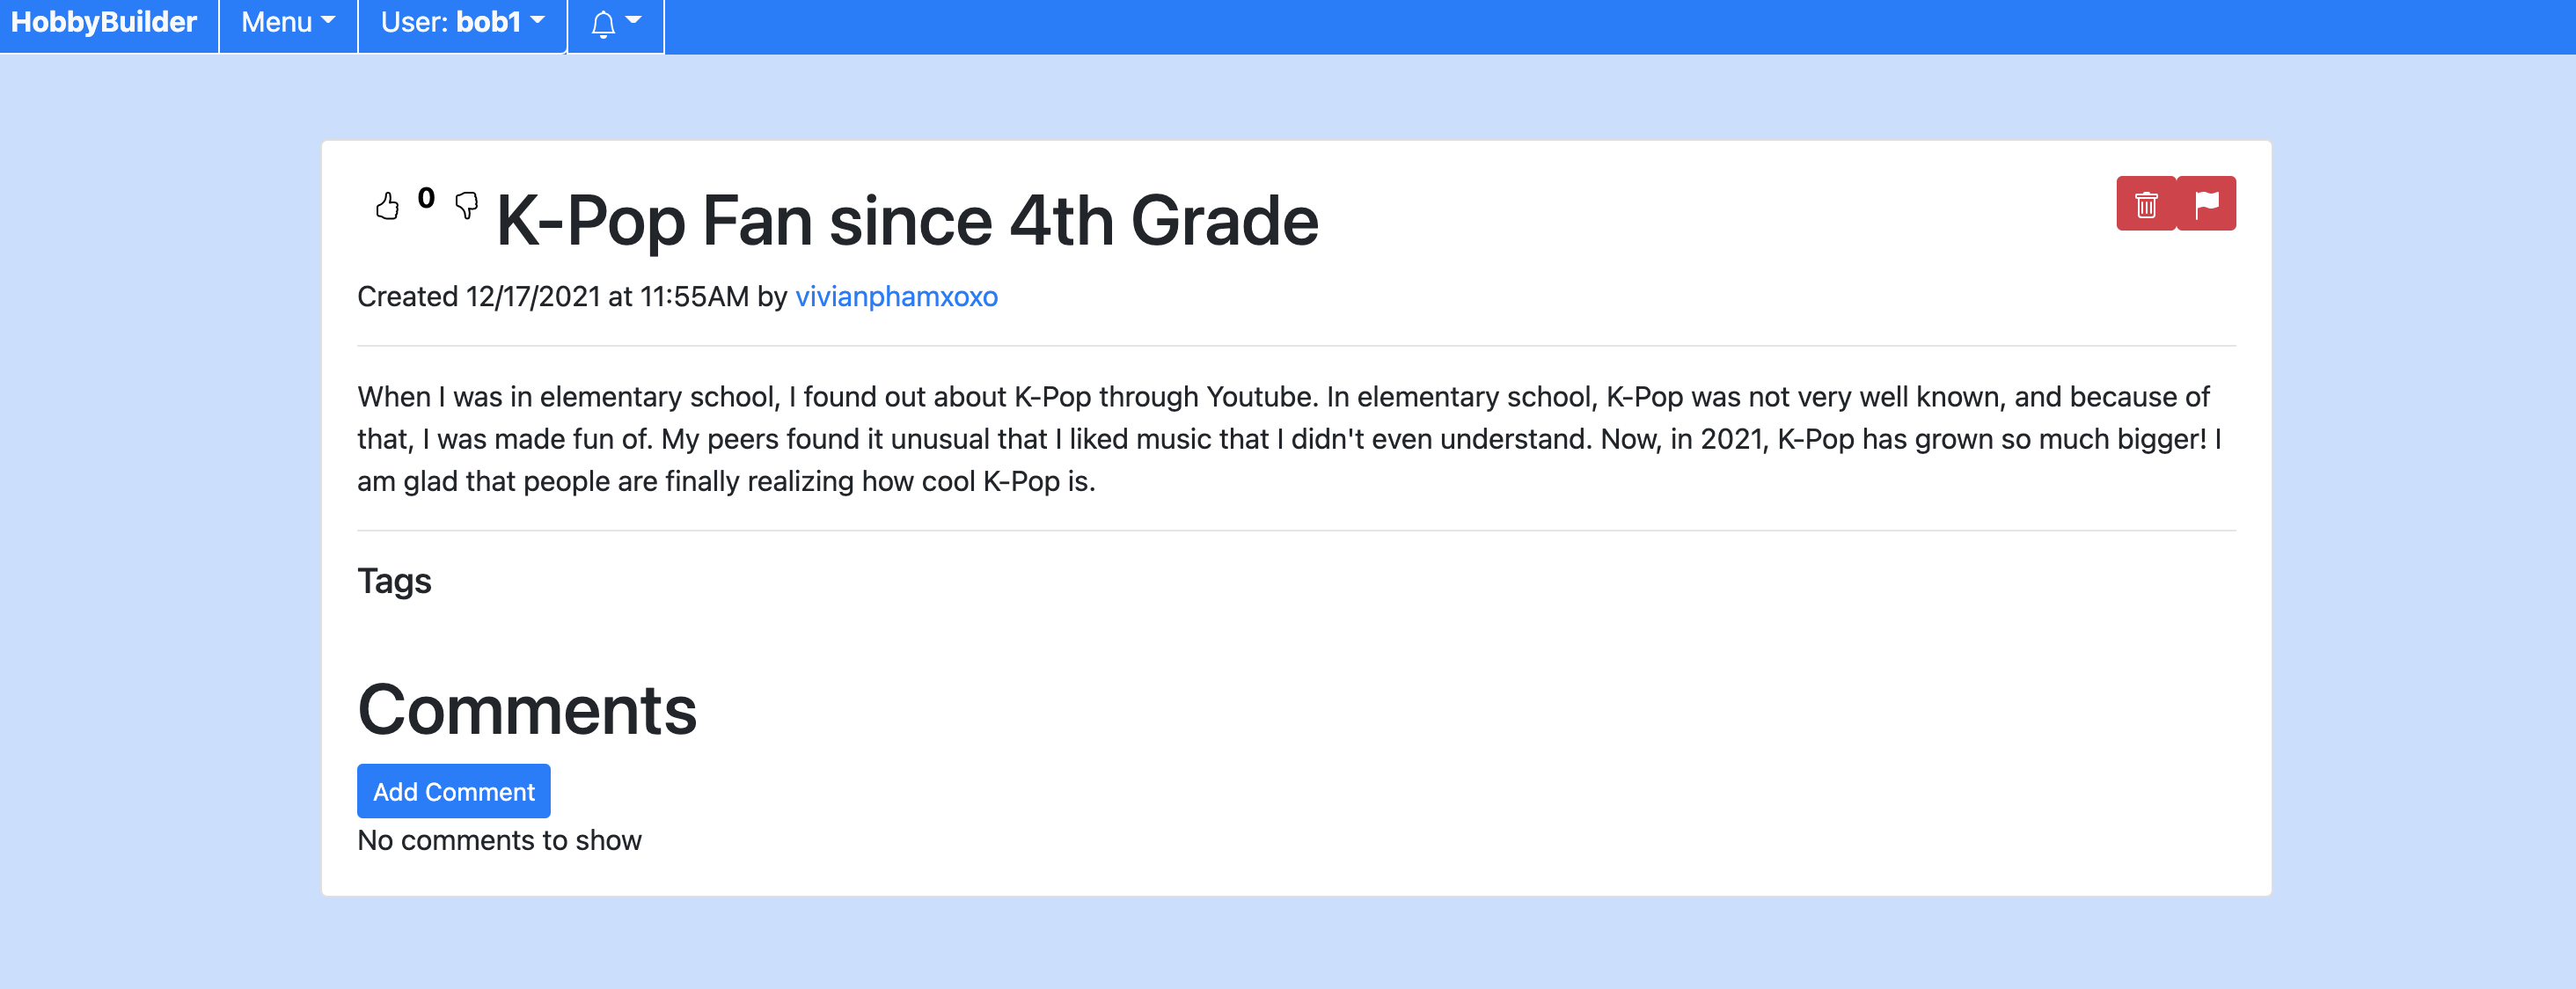 HobbyBuilder Menu User: bob1
0 K-Pop Fan since 4th Grade
Created 12/17/2021 at 11:55AM by vivianphamxoxo
When I was in elementary school, I found out about K-Pop through Youtube. In elementary school, K-Pop was not very well known, and because of
that, I was made fun of. My peers found it unusual that I liked music that I didn't even understand. Now, in 2021, K-Pop has grown so much bigger! I
am glad that people are finally realizing how cool K-Pop is.
Tags
Comments
Add Comment
No comments to show